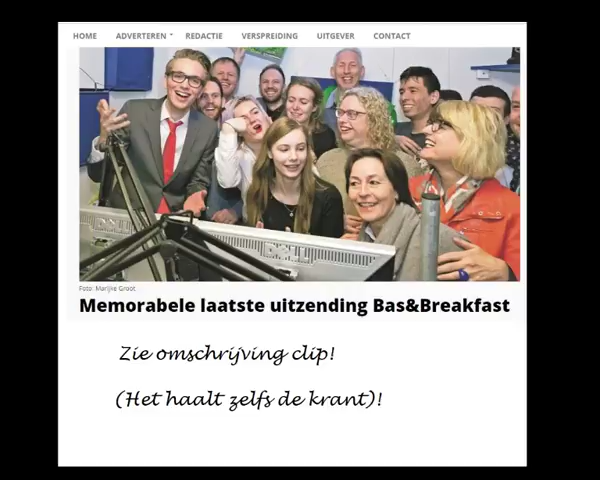 HOME ADVERTEREN REDACTIE VERSPREIDING UITGEVER CONTACT
Foto: Marijke Groot
Memorabele laatste uitzending Bas&Breakfast
Zie omschrijving clip!
(Het haalt zelfs de krant)!